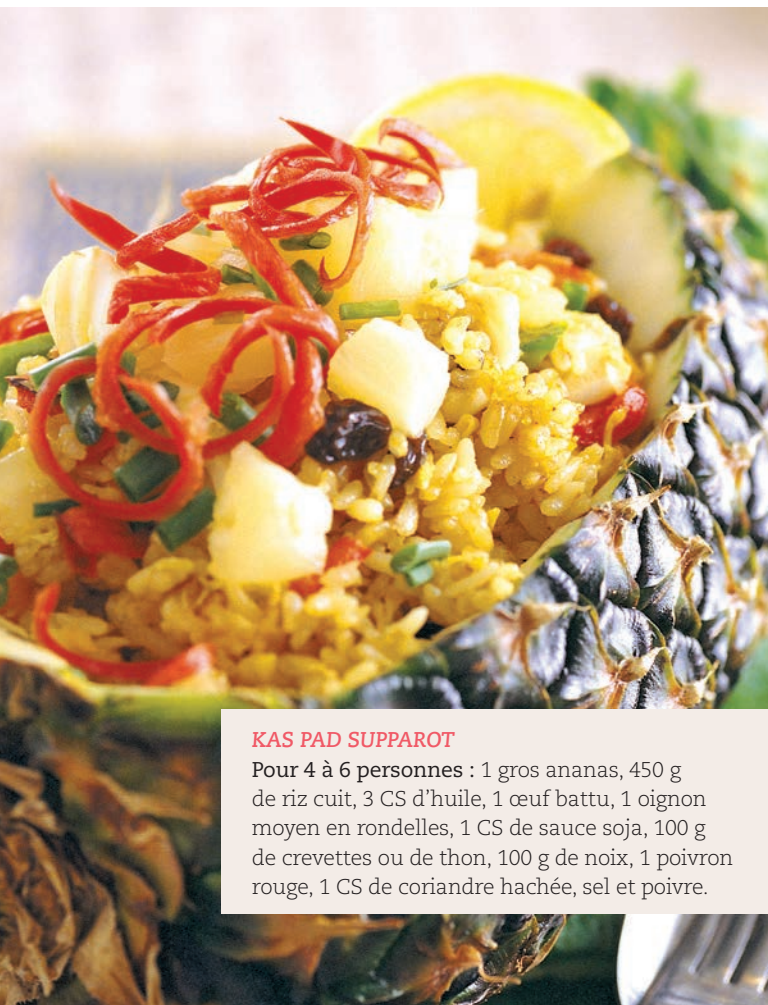 KAS PAD SUPPAROT
Pour 4 à 6 personnes : 1 gros ananas, 450 g
de riz cuit, 3 CS d’huile, 1 œuf battu, 1 oignon
moyen en rondelles, 1 CS de sauce soja, 100 g
de crevettes ou de thon, 100 g de noix, 1 poivron
rouge, 1 CS de coriandre hachée, sel et poivre.